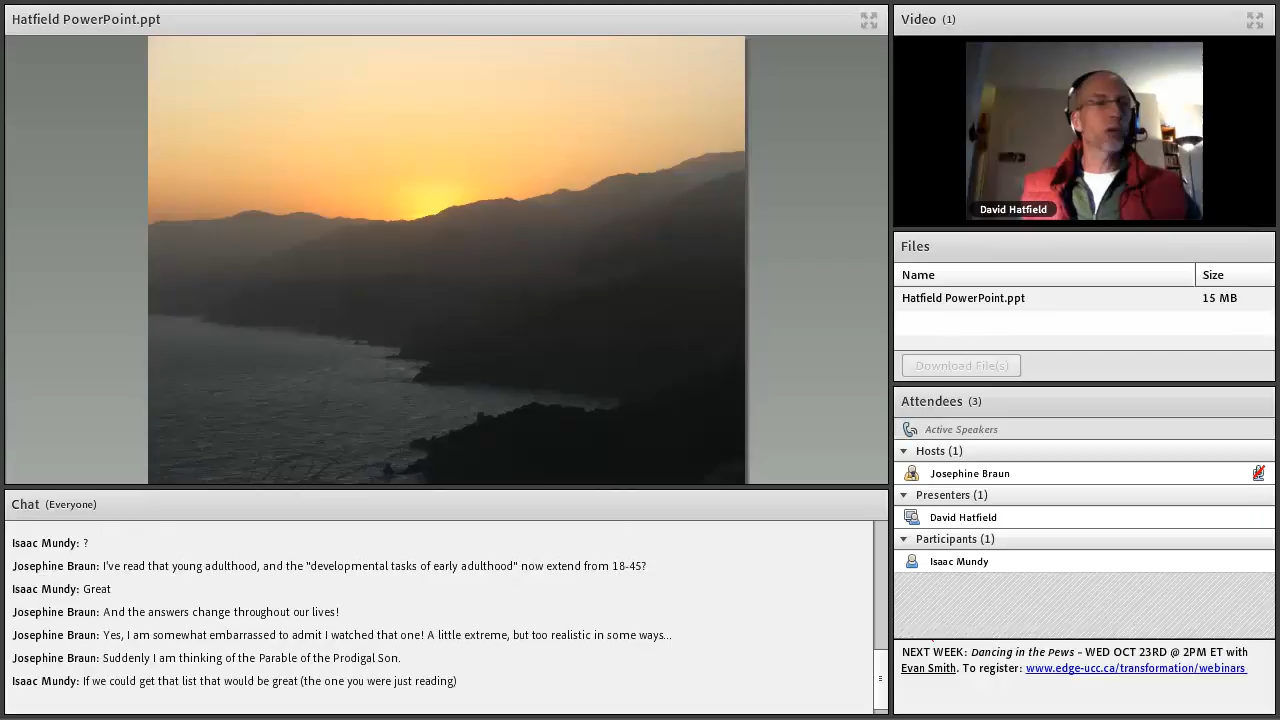 Hatfield PowerPoint.ppt
Video (1)
David Hatfield
Files
Name Size
Hatfield PowerPoint.ppt 15 MB
Download File(s)
Attendees (3)
Active Speakers
Hosts (1)
Josephine Braun
Presenters (1)
David Hatfield
Participants (1)
Isaac Mundy
Chat (Everyone)
Isaac Mundy: ?
Josephine Braun: I've read that young adulthood, and the "developmental tasks of early adulthood" now extend from 18-45?
Isaac Mundy: Great
Josephine Braun: And the answers change throughout our lives!
Josephine Braun: Yes, I am somewhat embarrassed to admit I watched that one! A little extreme, but too realistic in some ways...
Josephine Braun: Suddenly I am thinking of the Parable of the Prodigal Son.
Isaac Mundy: If we could get that list that would be great (the one you were just reading)
NEXT WEEK: Dancing in the Pews - WED OCT 23RD @ 2PM ET with
Evan Smith. To register: www.edge-ucc.ca/transformation/webinars